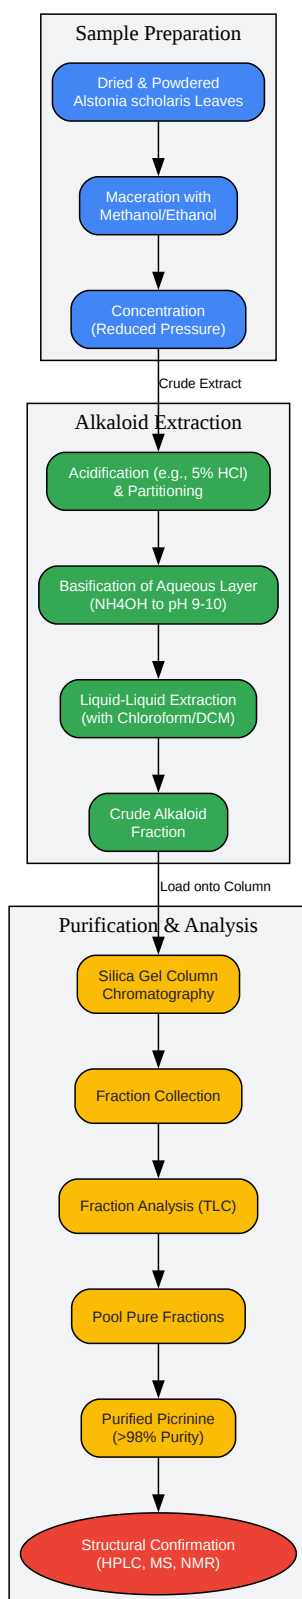 Sample Preparation
Dried & Powdered
Alstonia scholaris Leaves
Maceration with
Methanol/Ethanol
Concentration
(Reduced Pressure)
Crude Extract
Alkaloid Extraction
Acidification (e.g., 5% HCl)
& Partitioning
Basification of Aqueous Layer
(NH4OH to pH 9-10)
Liquid-Liquid Extraction
(with Chloroform/DCM)
Crude Alkaloid
Fraction
Load onto Column
Purification & Analysis
Silica Gel Column
Chromatography
Fraction Collection
Fraction Analysis (TLC)
Pool Pure Fractions
Purified Picrinine
(>98% Purity)
Structural Confirmation
(HPLC, MS, NMR)